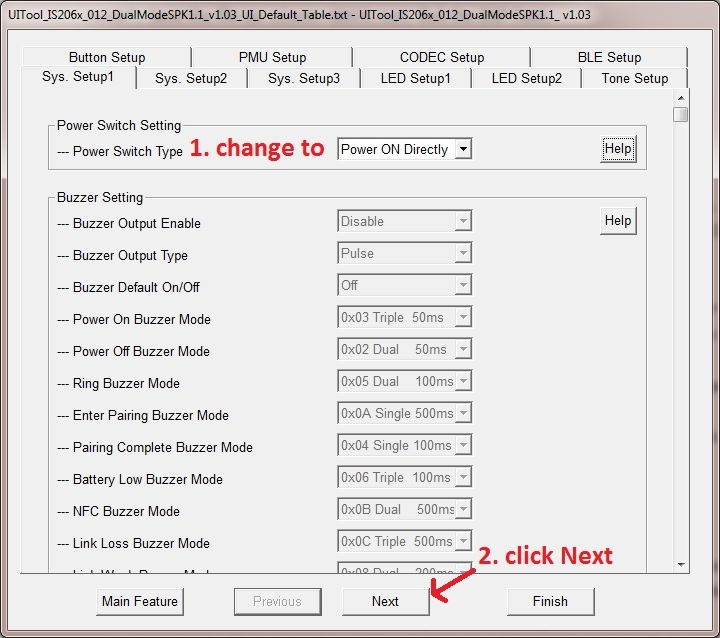 UITool_IS206x_012_DualModeSPK1.1_v1.03_UI_Default_Table.txt - UITool_IS206x_012_DualModeSPK1.1_ v1.03
Button Setup PMU Setup CODEC Setup BLE Setup
Sys. Setup1 Sys. Setup2 Sys. Setup3 LED Setup1 LED Setup2 Tone Setup
Power Switch Setting
--- Power Switch Type 1. change to Power ON Directly Help
Buzzer Setting
--- Buzzer Output Enable Disable Help
--- Buzzer Output Type Pulse
--- Buzzer Default On/Off Off
--- Power On Buzzer Mode 0x03 Triple 50ms
--- Power Off Buzzer Mode 0x02 Dual 50ms
--- Ring Buzzer Mode 0x05 Dual 100ms
--- Enter Pairing Buzzer Mode 0x0A Single 500ms
--- Pairing Complete Buzzer Mode 0x04 Single 100ms
--- Battery Low Buzzer Mode 0x06 Triple 100ms
--- NFC Buzzer Mode 0x0B Dual 500ms
--- Link Loss Buzzer Mode 0x0C Triple 500ms
2. click Next
Main Feature Previous Next Finish